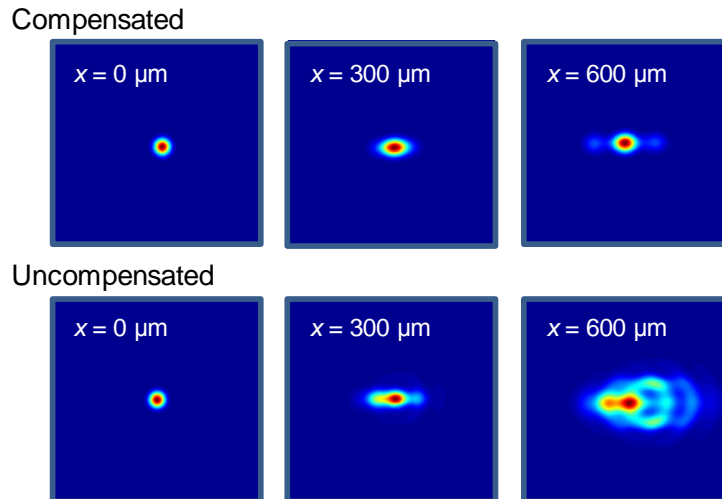 Compensated
x = 0 µm
x = 300 µm
x = 600 µm
Uncompensated
x = 0 µm
x = 300 µm
x = 600 µm